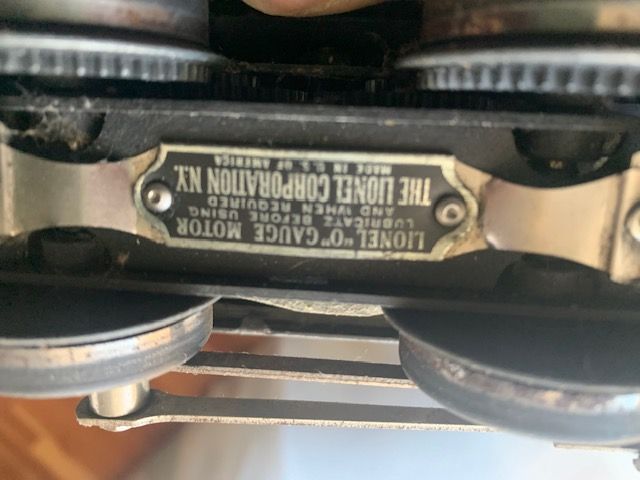 LIONEL "O" GAUGE MOTOR
LUBRICATE BEFORE USING
AND WHEN REQUIRED
THE LIONEL CORPORATION N.Y.
MADE IN U.S. OF AMERICA